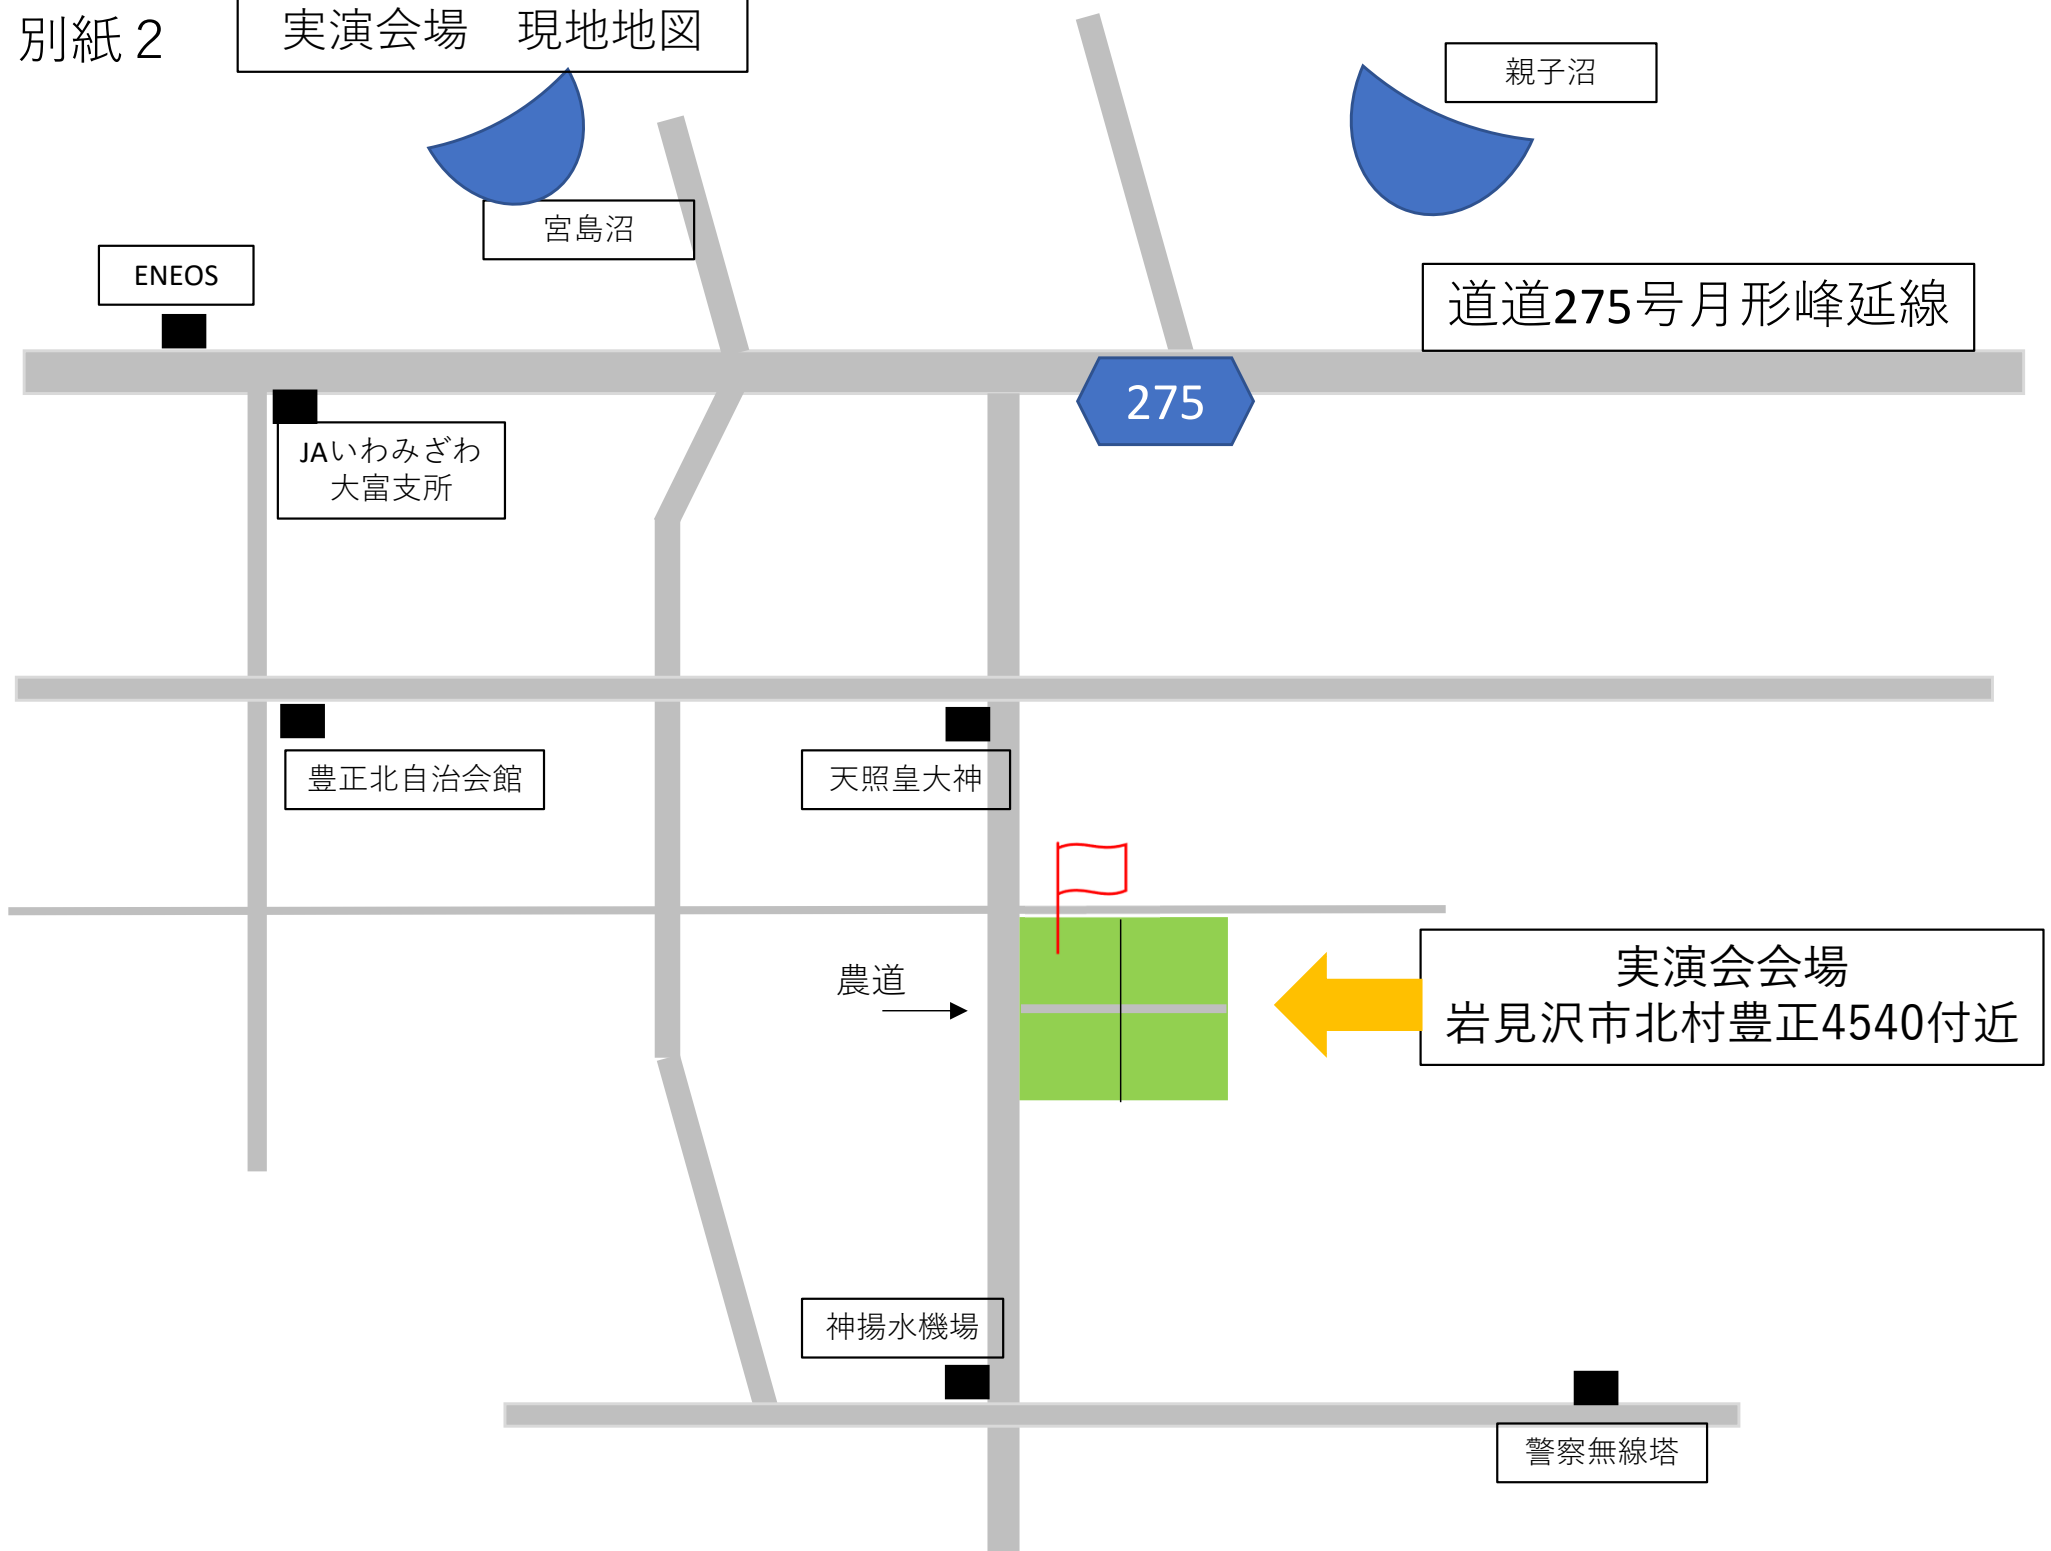 別紙２
実演会場　現地地図
親子沼
宮島沼
ENEOS
道道275号月形峰延線
275
JAいわみざわ
大富支所
豊正北自治会館
天照皇大神
農道
実演会会場
岩見沢市北村豊正4540付近
神揚水機場
警察無線塔